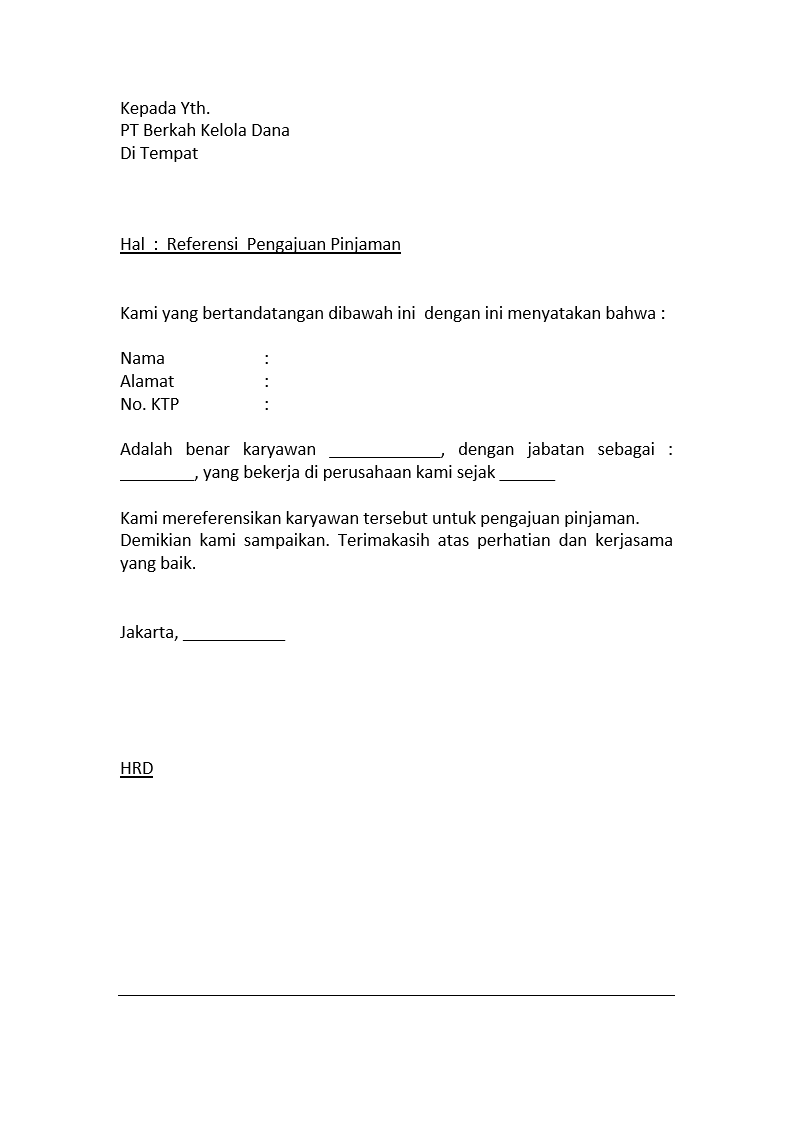 Kepada Yth.
PT Berkah Kelola Dana
Di Tempat
Hal : Referensi Pengajuan Pinjaman
Kami yang bertandatangan dibawah ini dengan ini menyatakan bahwa :
Nama :
Alamat :
No. KTP :
Adalah benar karyawan ____________, dengan jabatan sebagai :
________, yang bekerja di perusahaan kami sejak ______
Kami mereferensikan karyawan tersebut untuk pengajuan pinjaman.
Demikian kami sampaikan. Terimakasih atas perhatian dan kerjasama
yang baik.
Jakarta, ___________
HRD